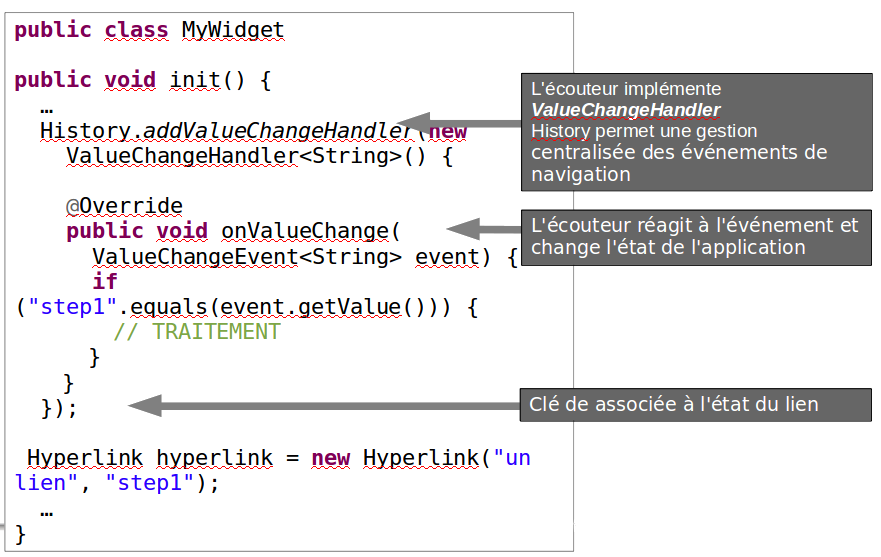 public class MyWidget
public void init() {
…
History.addValueChangeHandler(new
ValueChangeHandler<String>() {
@Override
public void onValueChange(
ValueChangeEvent<String> event) {
if
("step1".equals(event.getValue())) {
// TRAITEMENT
}
}
});
Hyperlink hyperlink = new Hyperlink("un
lien", "step1");
…
}
L'écouteur implémente
ValueChangeHandler
History permet une gestion
centralisée des événements de
navigation
L'écouteur réagit à l'événement et
change l'état de l'application
Clé de associée à l'état du lien